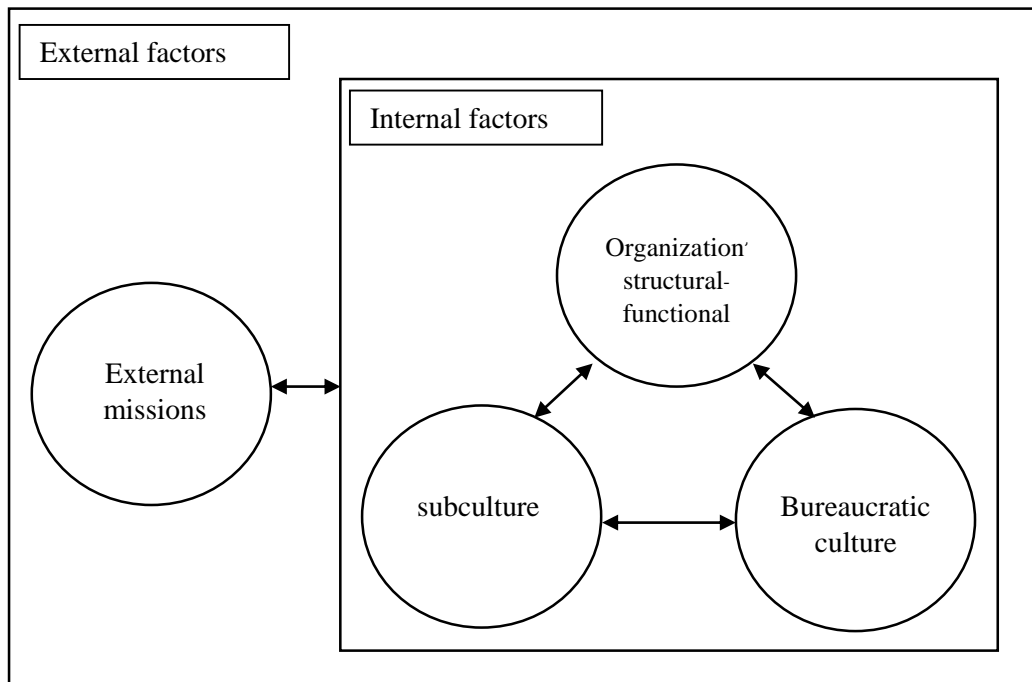 External factors
Internal factors
Organization'
structural-
functional
External
missions
subculture
Bureaucratic
culture